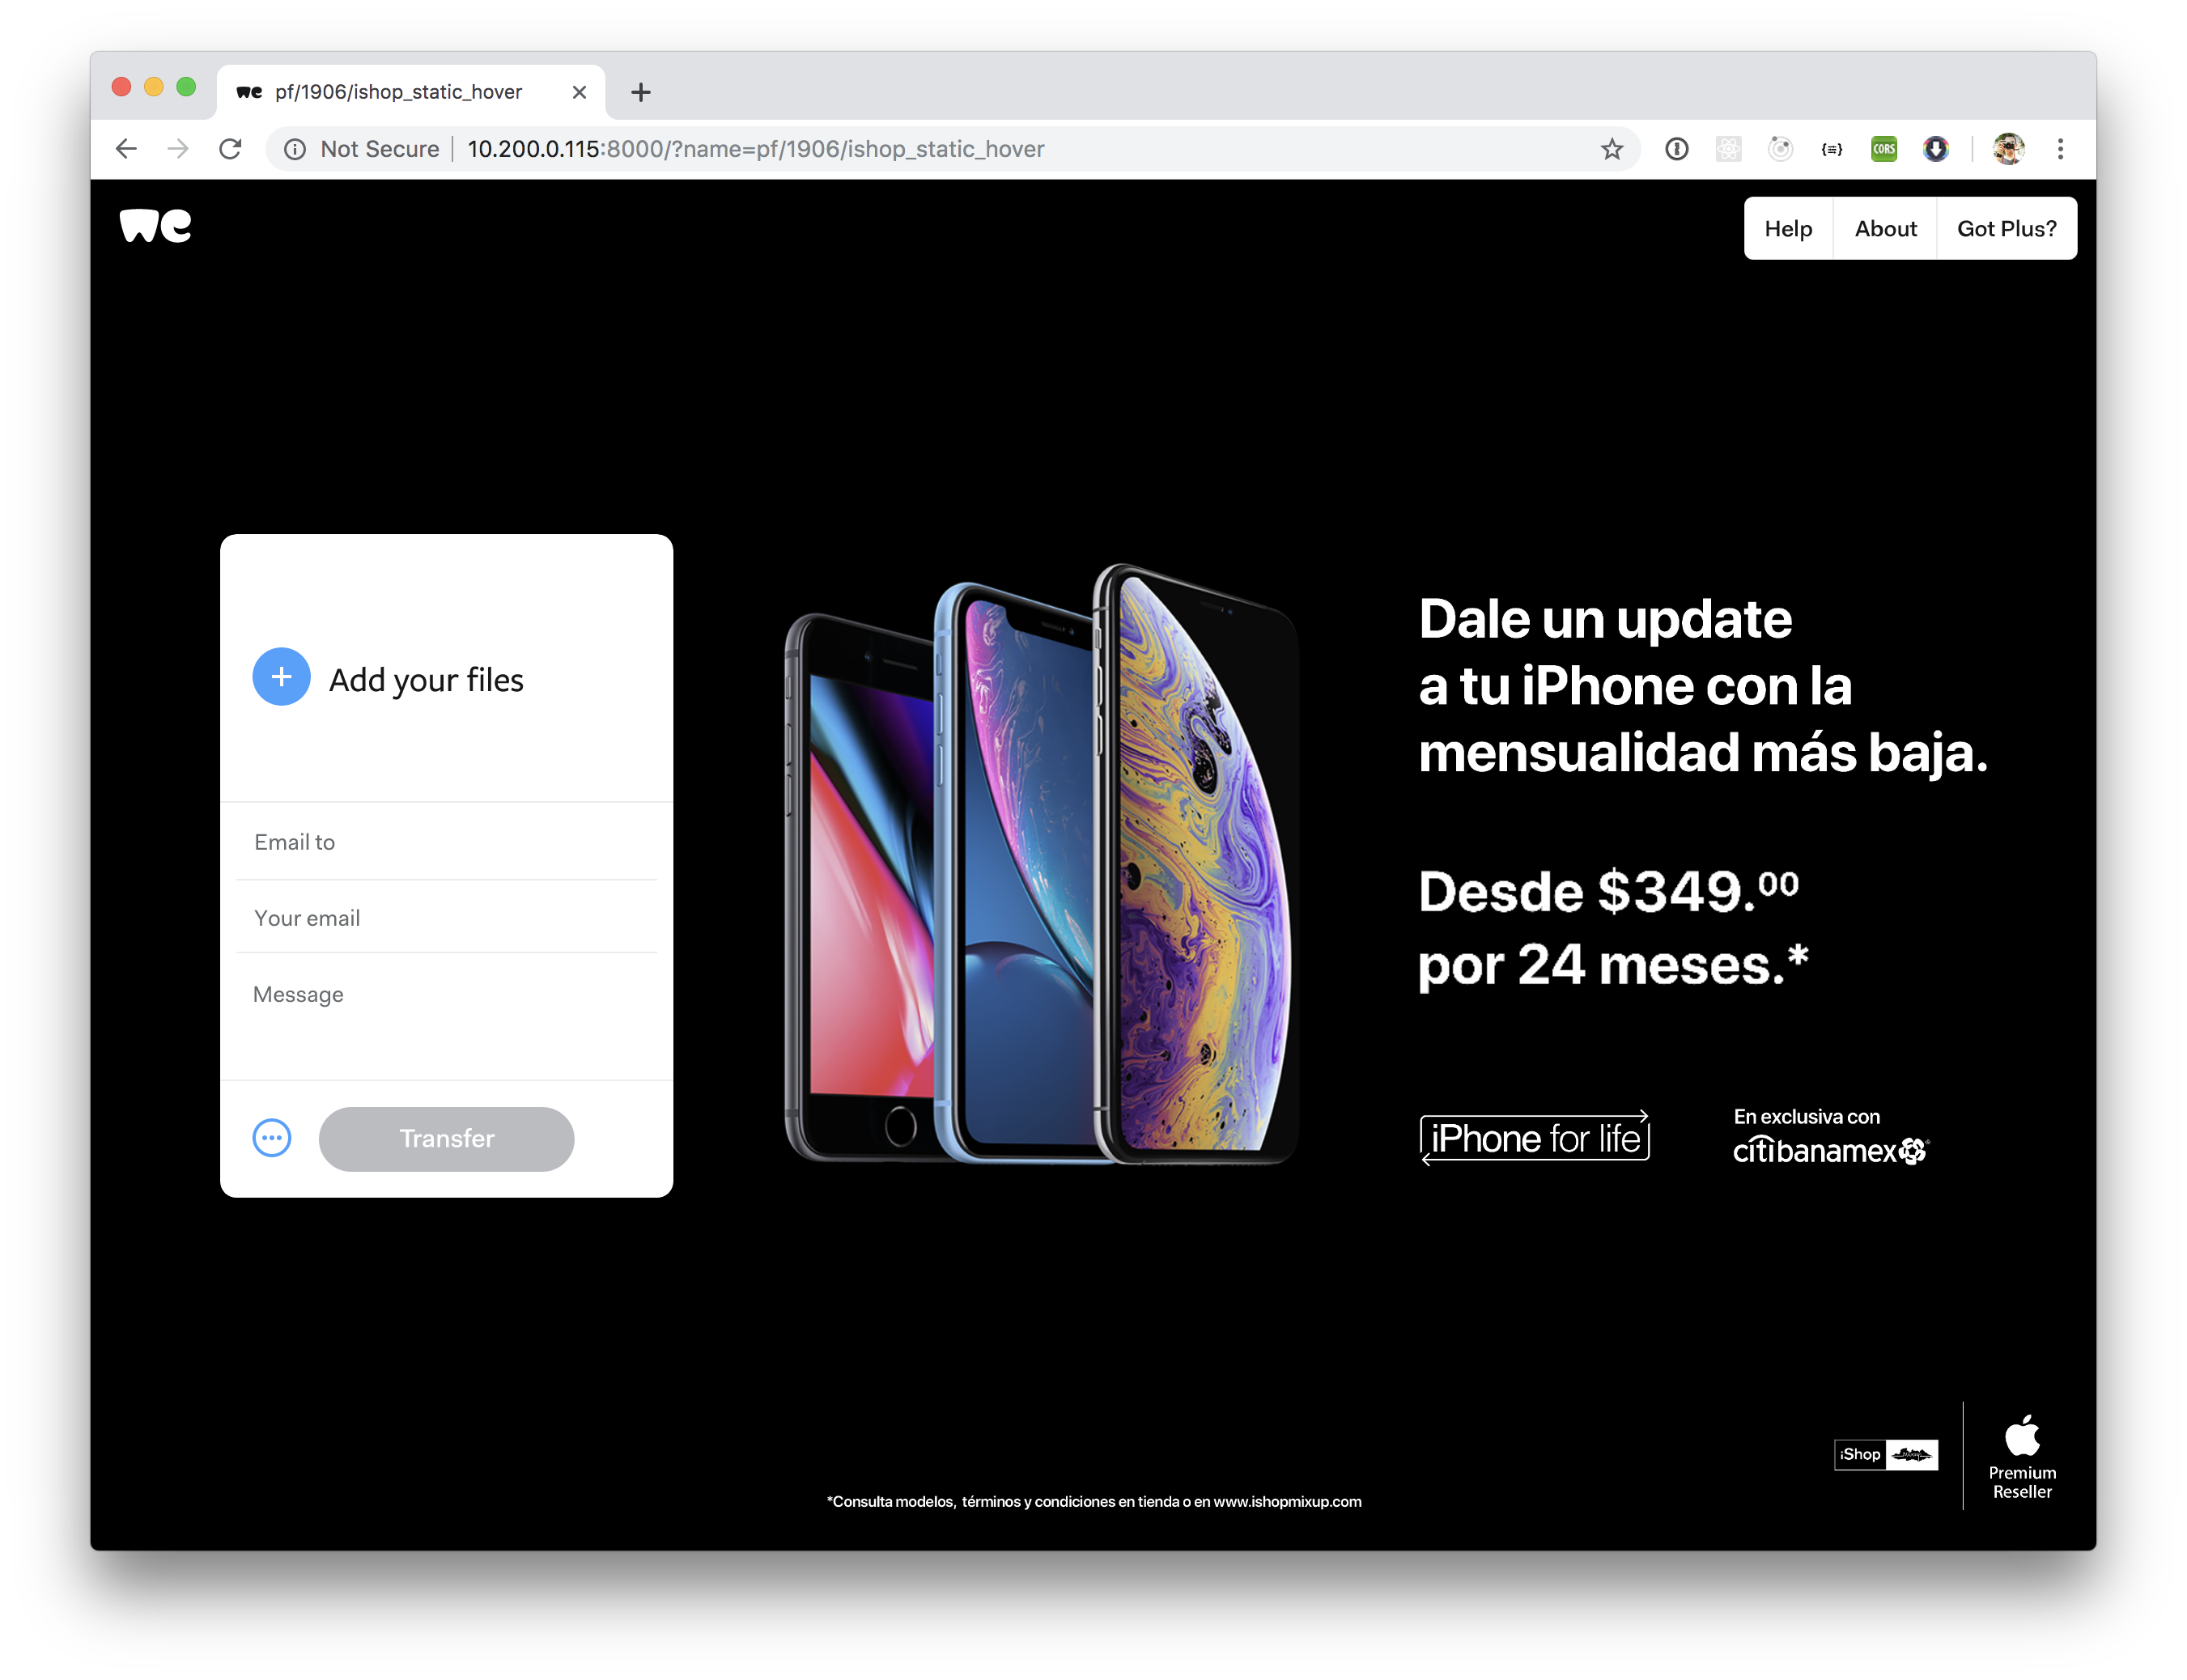 we pf/1906/ishop_static_hover
Not Secure 10.200.0.115:8000/?name=pf/1906/ishop_static_hover
{≡}
CORS
we
Help About Got Plus?
Add your files
Email to
Your email
Message
Transfer
Dale un update
a tu iPhone con la
mensualidad más baja.
Desde $349.00
por 24 meses.*
iPhone for life
En exclusiva con
citibanamex
iShop
Premium
Reseller
*Consulta modelos, términos y condiciones en tienda o en www.ishopmixup.com